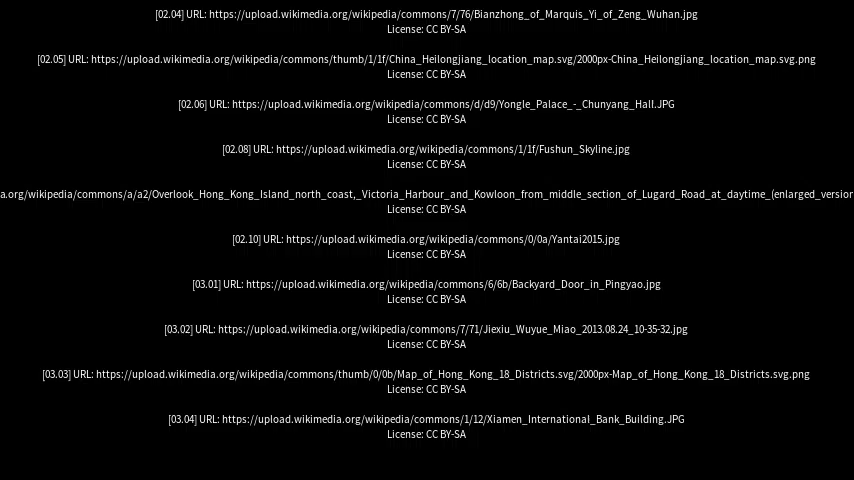 [02.04] URL: https://upload.wikimedia.org/wikipedia/commons/7/76/Bianzhong_of_Marquis_Yi_of_Zeng_Wuhan.jpg
License: CC BY-SA
[02.05] URL: https://upload.wikimedia.org/wikipedia/commons/thumb/1/1f/China_Heilongjiang_location_map.svg/2000px-China_Heilongjiang_location_map.svg.png
License: CC BY-SA
[02.06] URL: https://upload.wikimedia.org/wikipedia/commons/d/d9/Yongle_Palace_-_Chunyang_Hall.JPG
License: CC BY-SA
[02.08] URL: https://upload.wikimedia.org/wikipedia/commons/1/1f/Fushun_Skyline.jpg
License: CC BY-SA
a.org/wikipedia/commons/a/a2/Overlook_Hong_Kong_Island_north_coast,_Victoria_Harbour_and_Kowloon_from_middle_section_of_Lugard_Road_at_daytime_(enlarged_version
License: CC BY-SA
[02.10] URL: https://upload.wikimedia.org/wikipedia/commons/0/0a/Yantai2015.jpg
License: CC BY-SA
[03.01] URL: https://upload.wikimedia.org/wikipedia/commons/6/6b/Backyard_Door_in_Pingyao.jpg
License: CC BY-SA
[03.02] URL: https://upload.wikimedia.org/wikipedia/commons/7/71/Jiexiu_Wuyue_Miao_2013.08.24_10-35-32.jpg
License: CC BY-SA
[03.03] URL: https://upload.wikimedia.org/wikipedia/commons/thumb/0/0b/Map_of_Hong_Kong_18_Districts.svg/2000px-Map_of_Hong_Kong_18_Districts.svg.png
License: CC BY-SA
[03.04] URL: https://upload.wikimedia.org/wikipedia/commons/1/12/Xiamen_International_Bank_Building.JPG
License: CC BY-SA